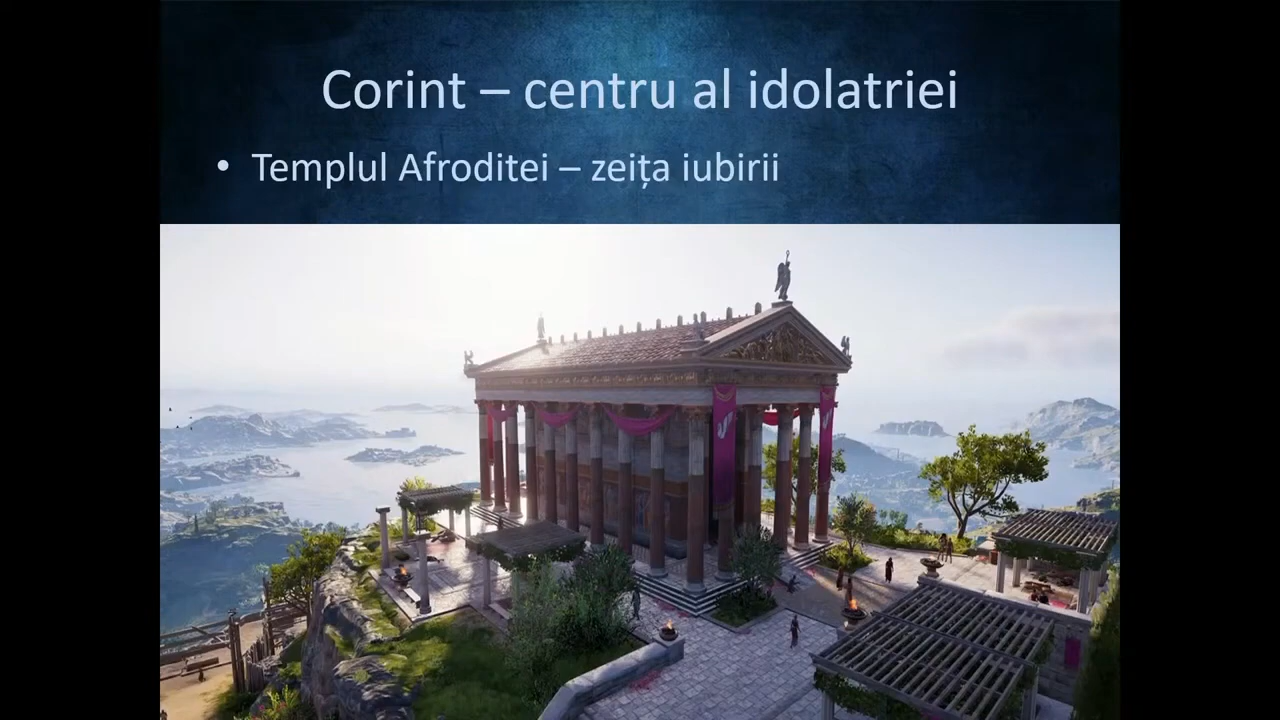 Corint – centru al idolatriei
• Templul Afroditei – zeița iubirii